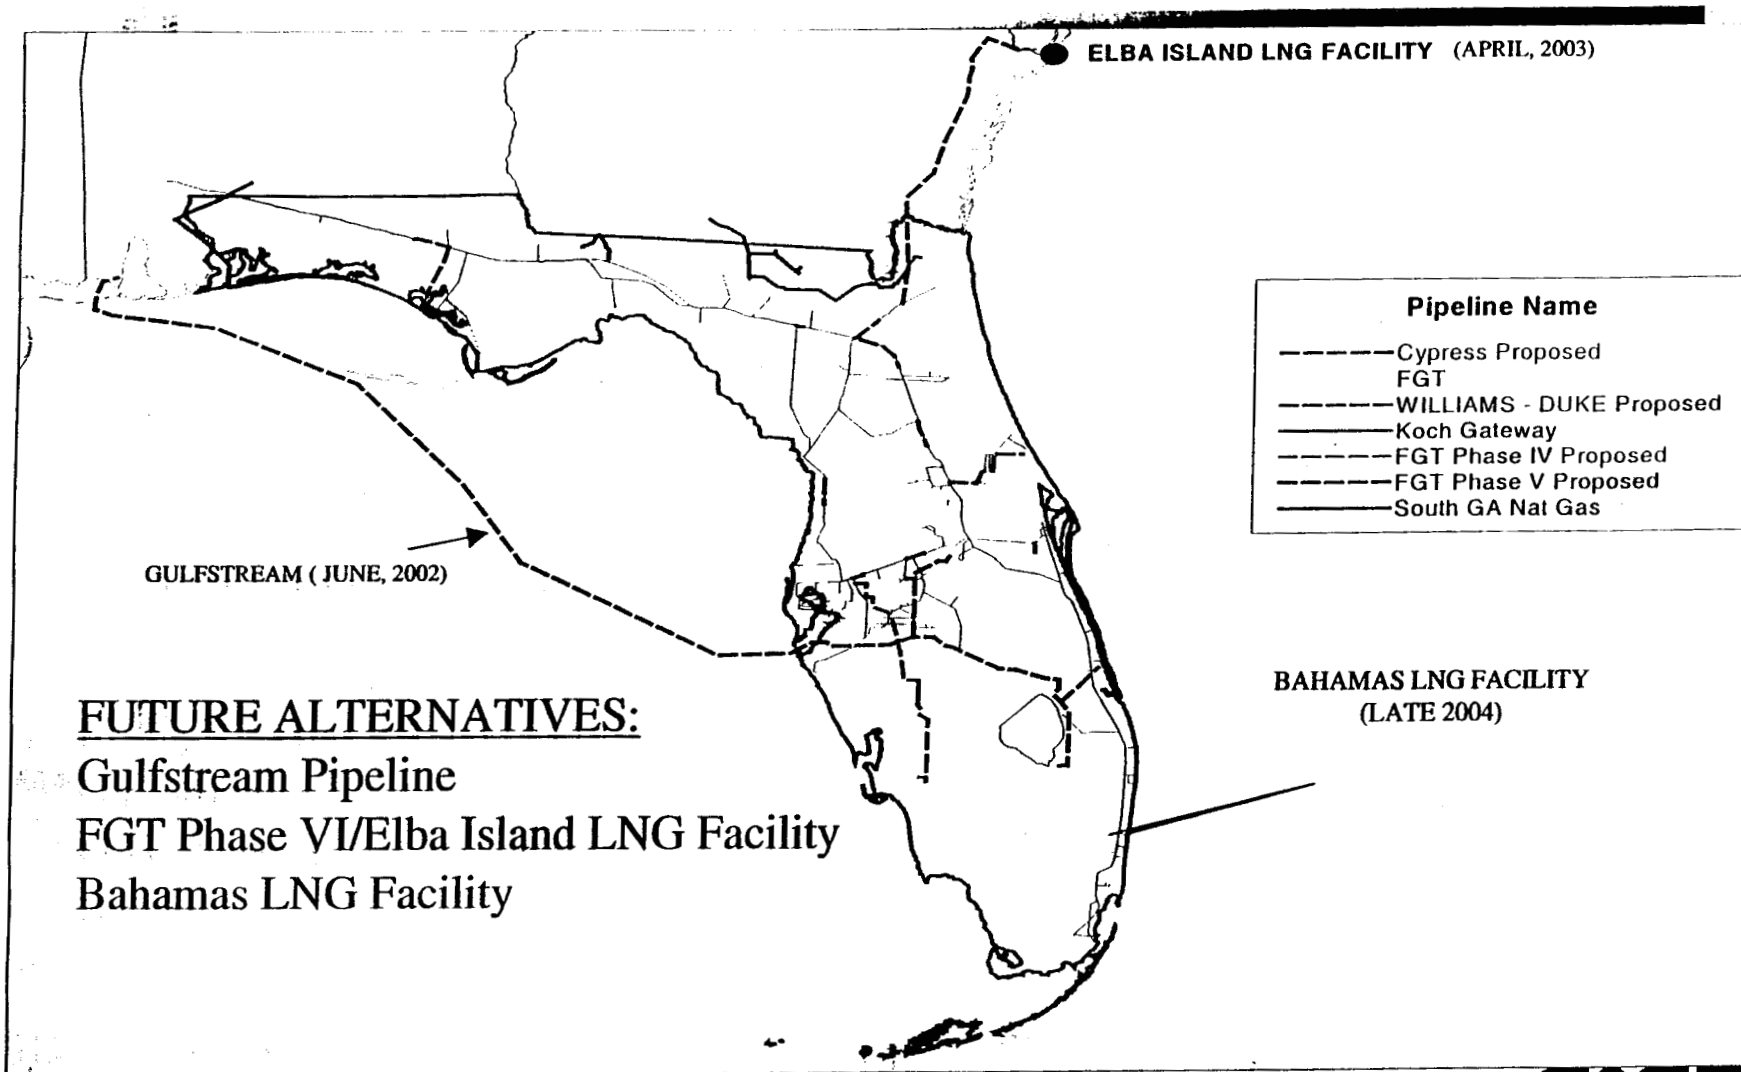 ELBA ISLAND LNG FACILITY (APRIL, 2003)
Pipeline Name
Cypress Proposed
FGT
WILLIAMS - DUKE Proposed
Koch Gateway
FGT Phase IV Proposed
FGT Phase V Proposed
South GA Nat Gas
GULFSTREAM ( JUNE, 2002)
BAHAMAS LNG FACILITY
(LATE 2004)
FUTURE ALTERNATIVES:
Gulfstream Pipeline
FGT Phase VI/Elba Island LNG Facility
Bahamas LNG Facility